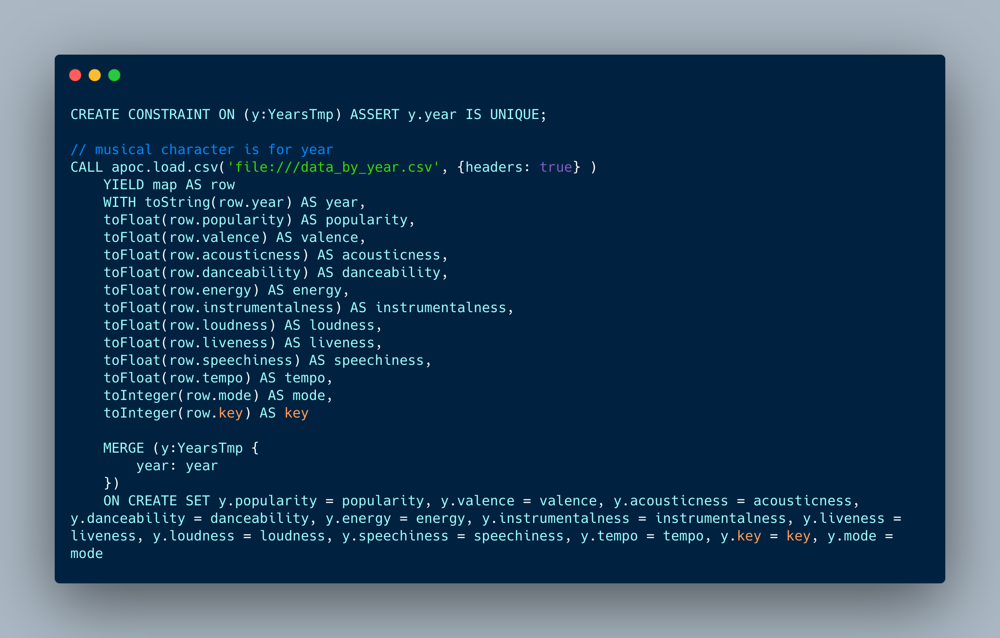 CREATE CONSTRAINT ON (y:YearsTmp) ASSERT y.year IS UNIQUE;

// musical character is for year
CALL apoc.load.csv('file:///data_by_year.csv', {headers: true} )
    YIELD map AS row
    WITH toString(row.year) AS year,
    toFloat(row.popularity) AS popularity,
    toFloat(row.valence) AS valence,
    toFloat(row.acousticness) AS acousticness,
    toFloat(row.danceability) AS danceability,
    toFloat(row.energy) AS energy,
    toFloat(row.instrumentalness) AS instrumentalness,
    toFloat(row.loudness) AS loudness,
    toFloat(row.liveness) AS liveness,
    toFloat(row.speechiness) AS speechiness,
    toFloat(row.tempo) AS tempo,
    toInteger(row.mode) AS mode,
    toInteger(row.key) AS key

    MERGE (y:YearsTmp {
        year: year
    })
    ON CREATE SET y.popularity = popularity, y.valence = valence, y.acousticness = acousticness,
y.danceability = danceability, y.energy = energy, y.instrumentalness = instrumentalness, y.liveness =
liveness, y.loudness = loudness, y.speechiness = speechiness, y.tempo = tempo, y.key = key, y.mode =
mode